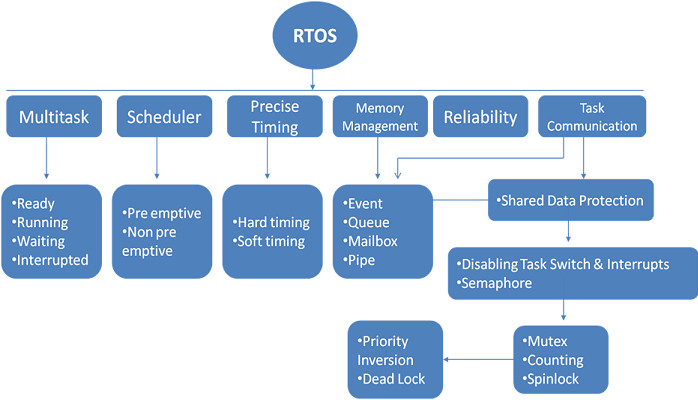 RTOS
Multitask
Scheduler
Precise
Timing
Memory
Management
Reliability
Task
Communication
•Ready
•Running
•Waiting
•Interrupted
•Pre emptive
•Non pre
emptive
•Hard timing
•Soft timing
•Event
•Queue
•Mailbox
•Pipe
•Shared Data Protection
•Disabling Task Switch & Interrupts
•Semaphore
•Priority
Inversion
•Dead Lock
•Mutex
•Counting
•Spinlock